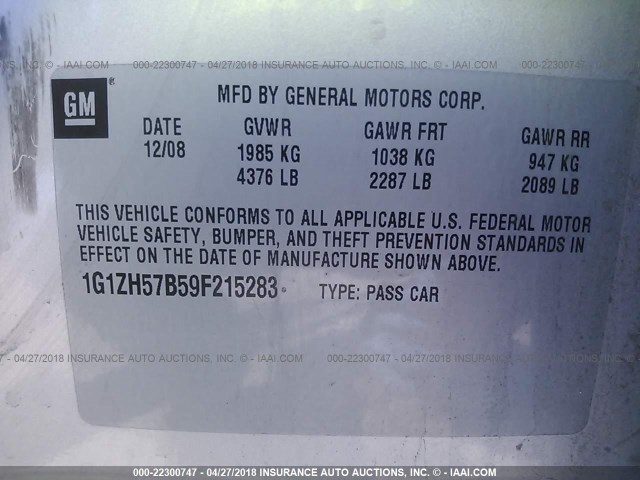 000-22300747 - 04/27/2018 INSURANCE AUTO AUCTIONS, INC. © - IAAI.COM
GM®
MFD BY GENERAL MOTORS CORP.
DATE GVWR GAWR FRT GAWR RR
12/08 1985 KG 1038 KG 947 KG
4376 LB 2287 LB 2089 LB
THIS VEHICLE CONFORMS TO ALL APPLICABLE U.S. FEDERAL MOTOR
VEHICLE SAFETY, BUMPER, AND THEFT PREVENTION STANDARDS IN
EFFECT ON THE DATE OF MANUFACTURE SHOWN ABOVE.
1G1ZH57B59F215283 TYPE: PASS CAR
000-22300747 - 04/27/2018 INSURANCE AUTO AUCTIONS, INC. © - IAAI.COM
000-22300747 - 04/27/2018 INSURANCE AUTO AUCTIONS, INC. © - IAAI.COM